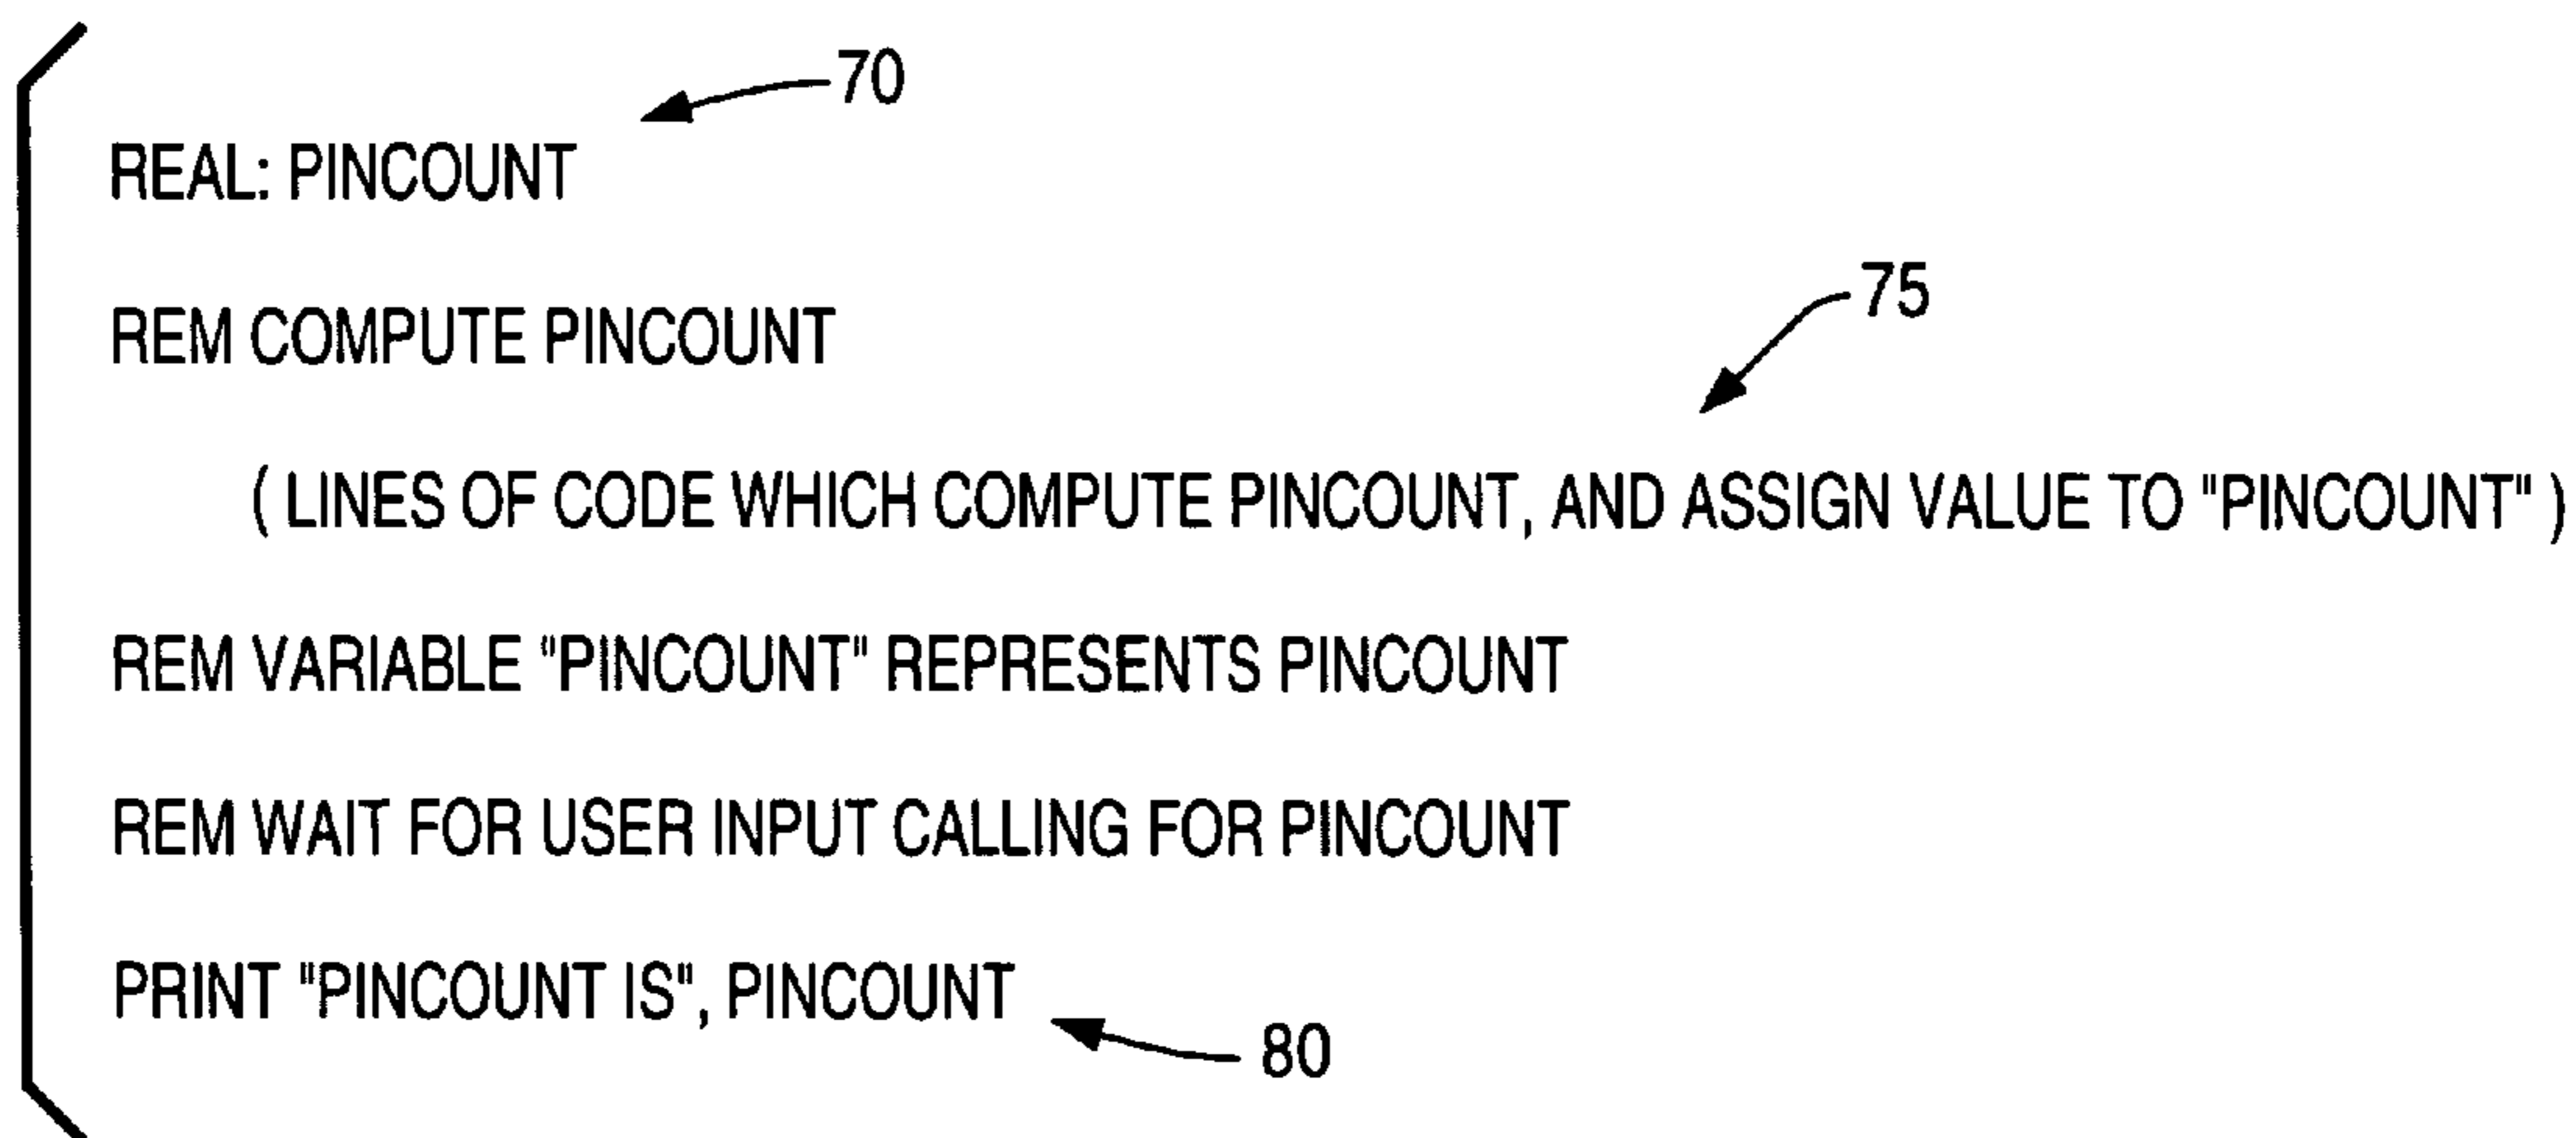 70
REAL: PINCOUNT
75
REM COMPUTE PINCOUNT
( LINES OF CODE WHICH COMPUTE PINCOUNT, AND ASSIGN VALUE TO "PINCOUNT" )
REM VARIABLE "PINCOUNT" REPRESENTS PINCOUNT
REM WAIT FOR USER INPUT CALLING FOR PINCOUNT
PRINT "PINCOUNT IS", PINCOUNT
80